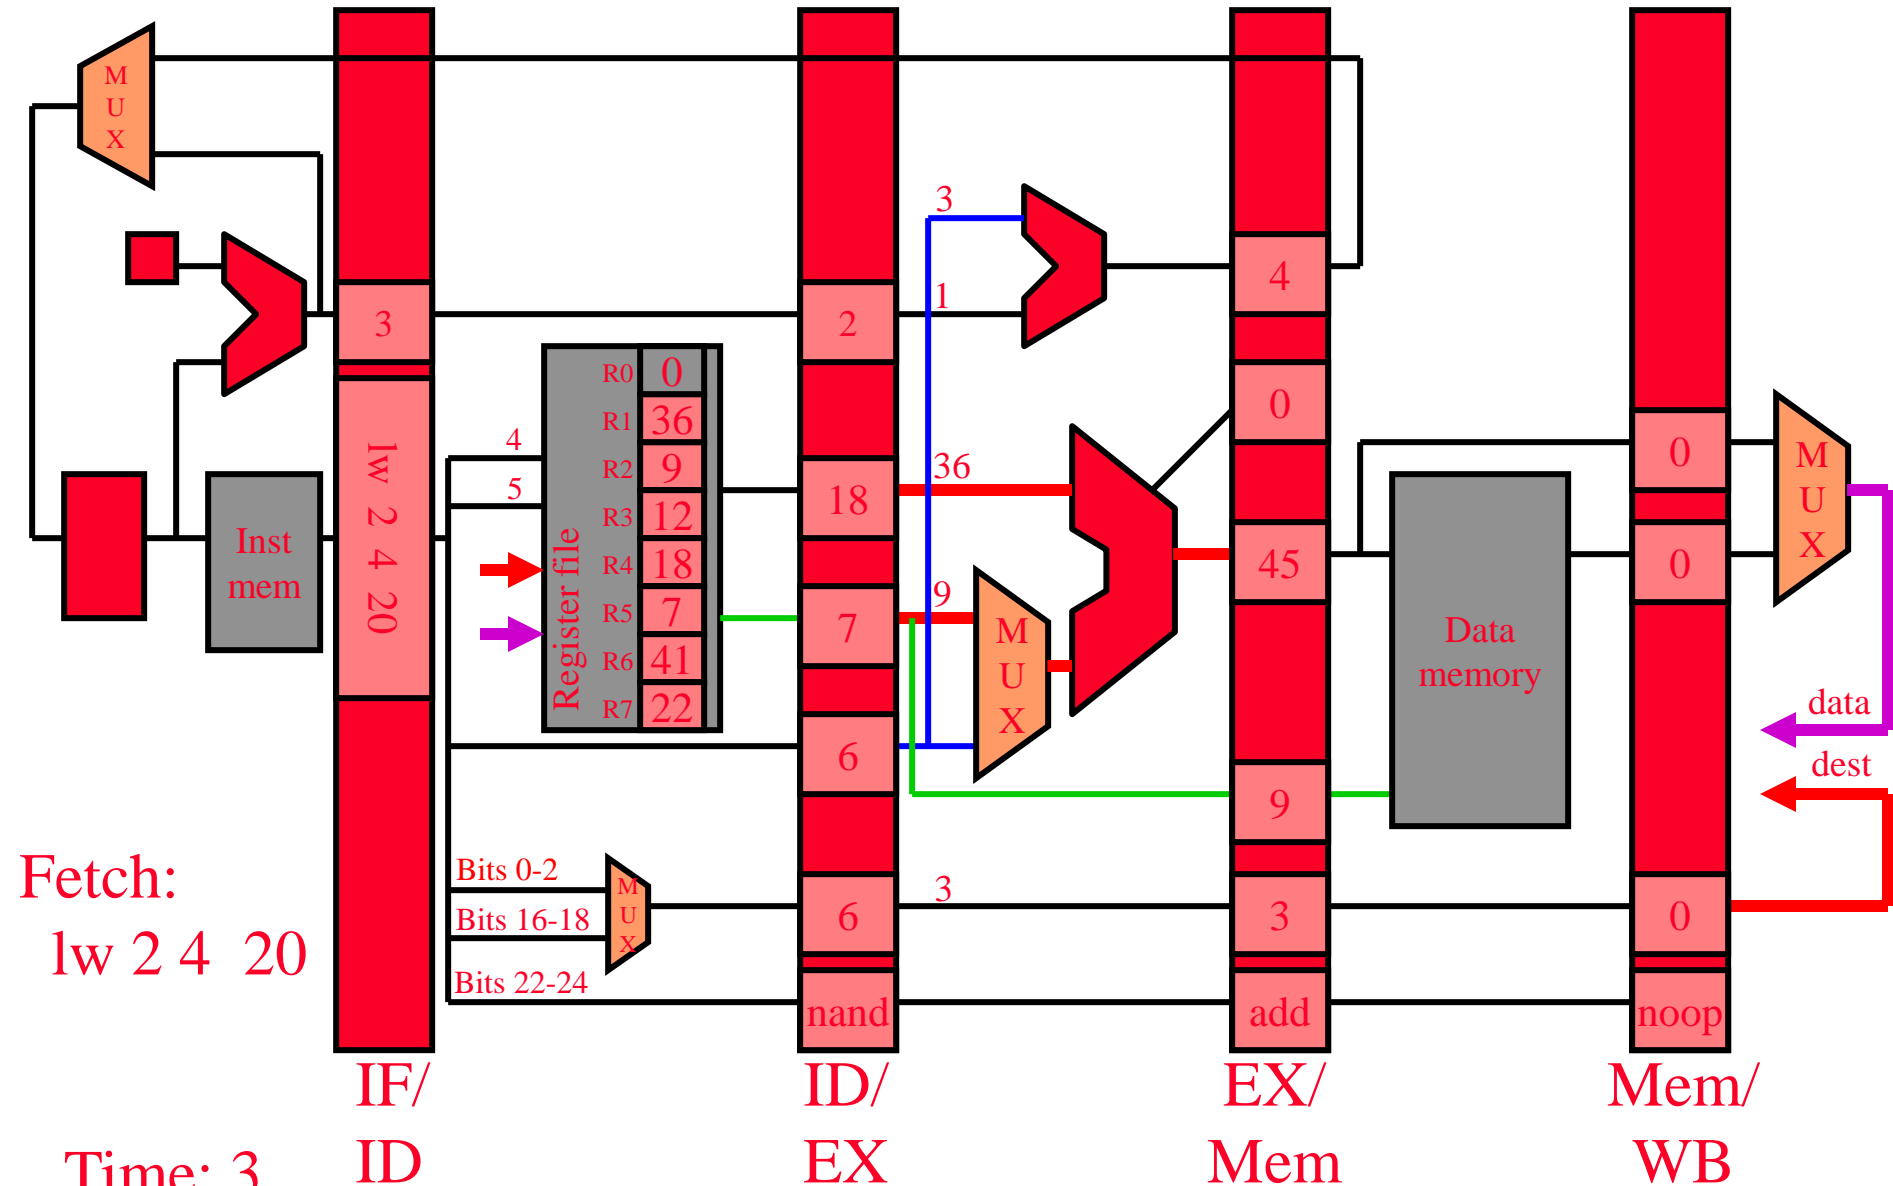 M
U
X
3
1
3
2
4
0
R0 0
R1 36
R2 9
R3 12
R4 18
R5 7
R6 41
R7 22
Register file
4
5
lw 2 4 20
Inst
mem
36
18
9
7
6
M
U
X
45
9
Data
memory
0
0
M
U
X
data
dest
Fetch:
lw 2 4 20
Bits 0-2
Bits 16-18
Bits 22-24
M
U
X
3
6
3
0
nand
add
noop
IF/
ID
ID/
EX
EX/
Mem
Mem/
WB
Time: 3